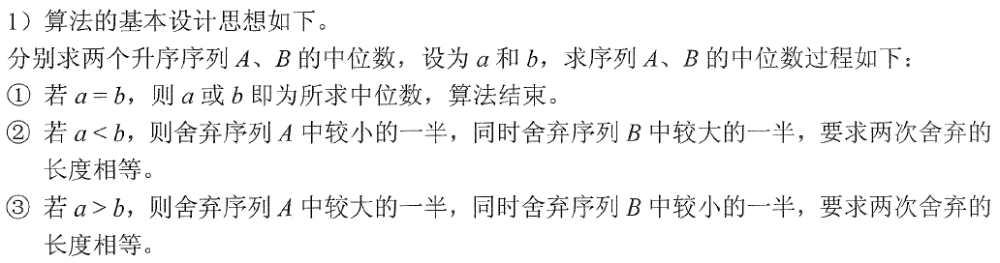 1）算法的基本设计思想如下。
分别求两个升序序列 A、B 的中位数，设为 a 和 b，求序列 A、B 的中位数过程如下：
① 若 a = b，则 a 或 b 即为所求中位数，算法结束。
② 若 a < b，则舍弃序列 A 中较小的一半，同时舍弃序列 B 中较大的一半，要求两次舍弃的
长度相等。
③ 若 a > b，则舍弃序列 A 中较大的一半，同时舍弃序列 B 中较小的一半，要求两次舍弃的
长度相等。